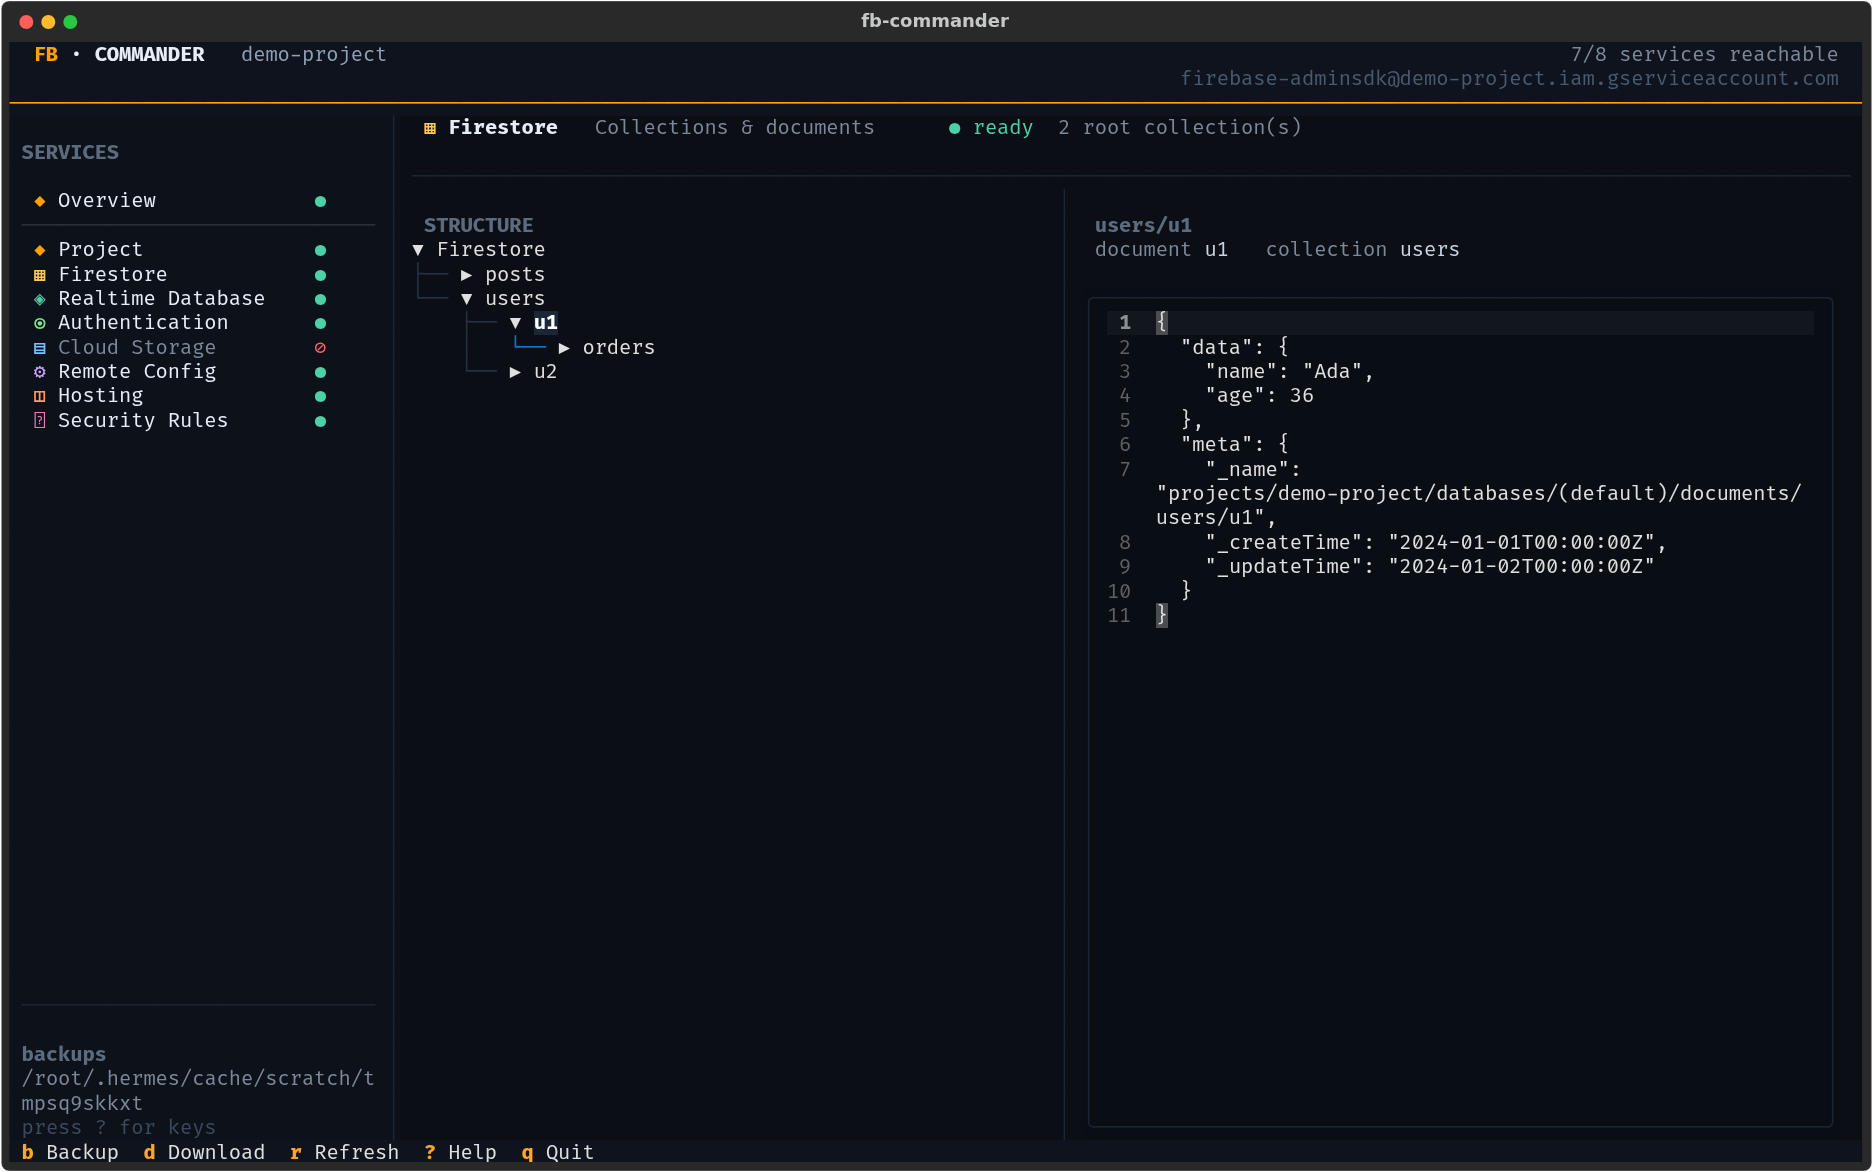 fb-commander
FB • COMMANDER demo-project 7/8 services reachable
firebase-adminsdk@demo-project.iam.gserviceaccount.com
SERVICES
Overview
Project
Firestore
Realtime Database
Authentication
Cloud Storage
Remote Config
Hosting
Security Rules
backups
/root/.hermes/cache/scratch/t
mpsq9skkxt
press ? for keys
Firestore Collections & documents ● ready 2 root collection(s)
STRUCTURE
▼ Firestore
▶ posts
▼ users
▼ u1
▶ orders
▶ u2
users/u1
document u1 collection users
1 {
2 "data": {
3 "name": "Ada",
4 "age": 36
5 },
6 "meta": {
7 "_name":
"projects/demo-project/databases/(default)/documents/
users/u1",
8 "_createTime": "2024-01-01T00:00:00Z",
9 "_updateTime": "2024-01-02T00:00:00Z"
10 }
11 }
b Backup d Download r Refresh ? Help q Quit